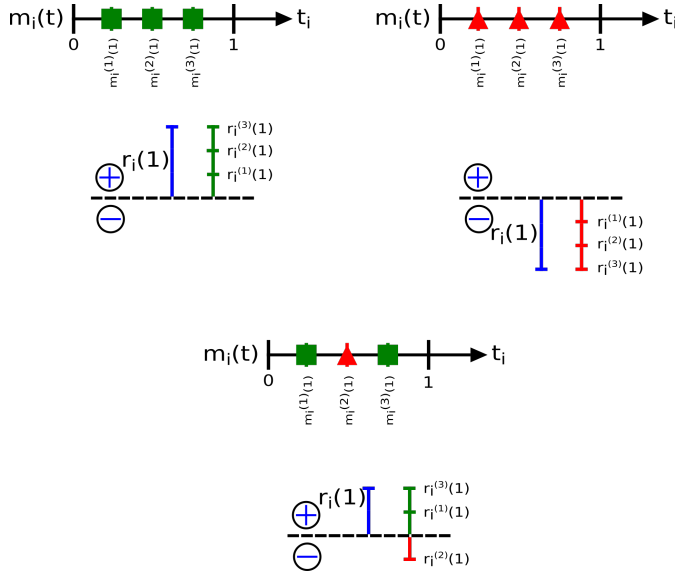 mᵢ(t) 0 1 tᵢ
mᵢ⁽¹⁾(1) mᵢ⁽²⁾(1) mᵢ⁽³⁾(1)
rᵢ(1)
rᵢ⁽³⁾(1)
rᵢ⁽²⁾(1)
rᵢ⁽¹⁾(1)
+
−
mᵢ(t) 0 1 tᵢ
mᵢ⁽¹⁾(1) mᵢ⁽²⁾(1) mᵢ⁽³⁾(1)
+
−
rᵢ(1)
rᵢ⁽¹⁾(1)
rᵢ⁽²⁾(1)
rᵢ⁽³⁾(1)
mᵢ(t) 0 1 tᵢ
mᵢ⁽¹⁾(1) mᵢ⁽²⁾(1) mᵢ⁽³⁾(1)
rᵢ(1)
rᵢ⁽³⁾(1)
rᵢ⁽¹⁾(1)
+
−
rᵢ⁽²⁾(1)